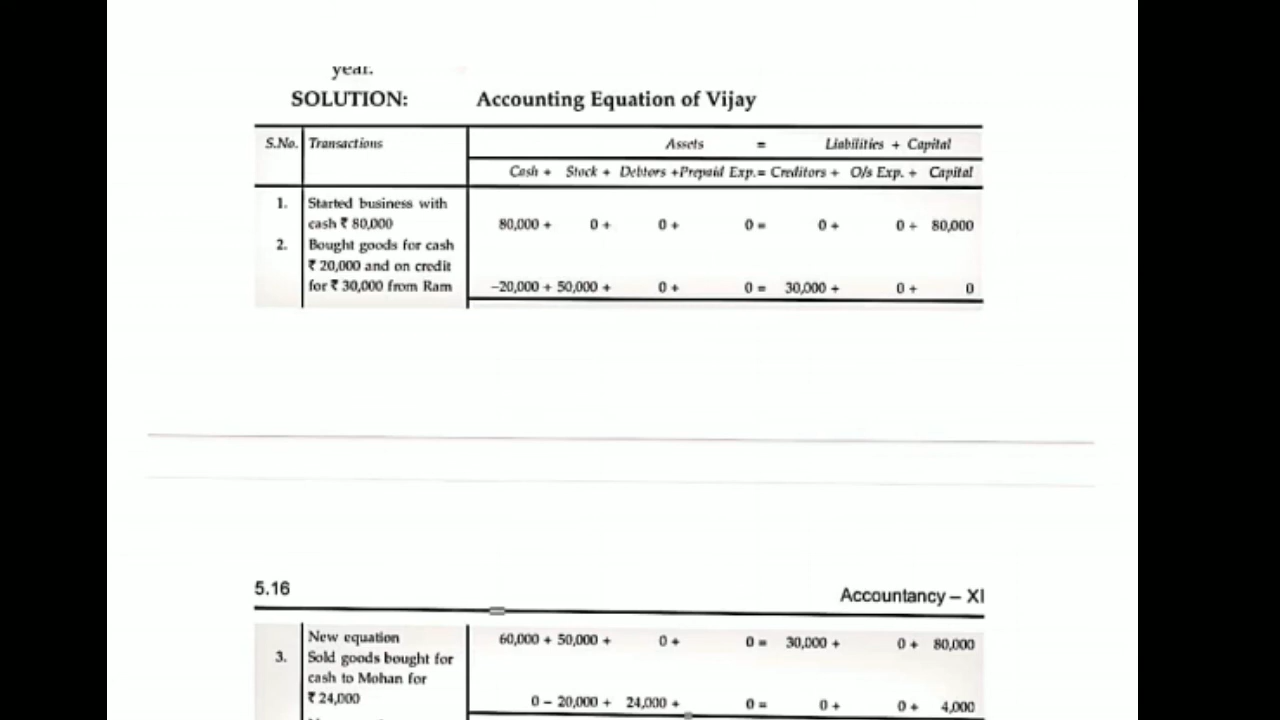 year.
SOLUTION: Accounting Equation of Vijay
S.No. Transactions Assets = Liabilities + Capital
Cash + Stock + Debtors +Prepaid Exp.= Creditors + O/s Exp. + Capital
1. Started business with
cash ₹ 80,000 80,000 + 0 + 0 + 0 = 0 + 0 + 80,000
2. Bought goods for cash
₹ 20,000 and on credit
for ₹ 30,000 from Ram −20,000 + 50,000 + 0 + 0 = 30,000 + 0 + 0
5.16 Accountancy – XI
New equation 60,000 + 50,000 + 0 + 0 = 30,000 + 0 + 80,000
3. Sold goods bought for
cash to Mohan for
₹ 24,000 0 − 20,000 + 24,000 + 0 = 0 + 0 + 4,000